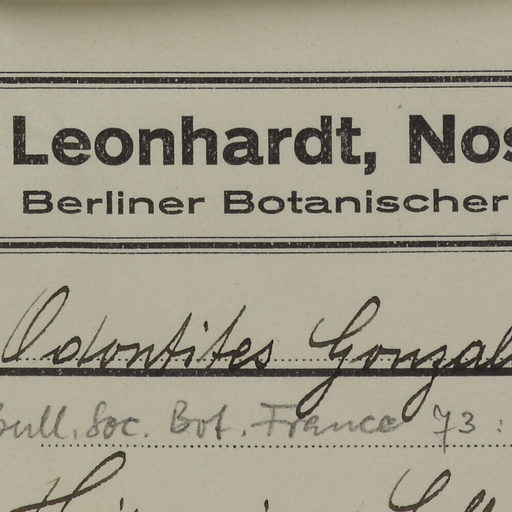 Leonhardt, Nos
Berliner Botanischer
Odontites Gonzal
Bull. Soc. Bot. France 73: